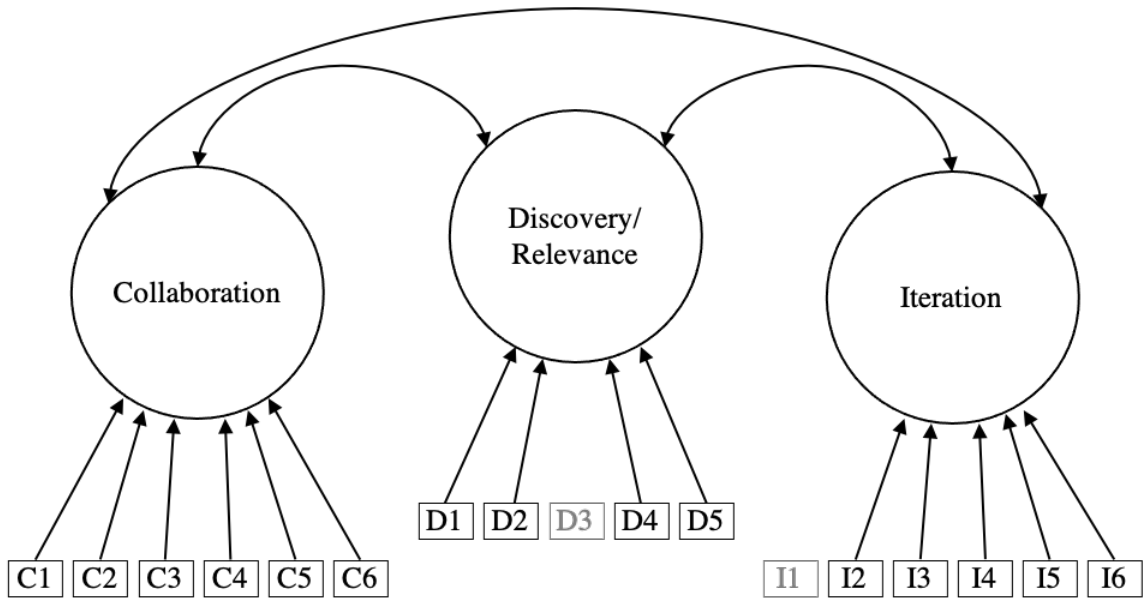 Discovery/
Relevance
Collaboration
Iteration
D1 D2 D3 D4 D5
C1 C2 C3 C4 C5 C6
I1 I2 I3 I4 I5 I6